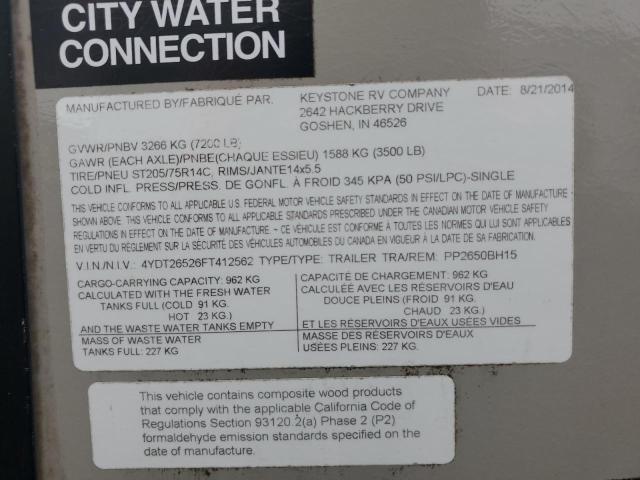 CITY WATER
CONNECTION
MANUFACTURED BY/FABRIQUÉ PAR. KEYSTONE RV COMPANY DATE: 8/21/2014
2642 HACKBERRY DRIVE
GOSHEN, IN 46526
GVWR/PNBV 3266 KG (7200 LB)
GAWR (EACH AXLE)/PNBE(CHAQUE ESSIEU) 1588 KG (3500 LB)
TIRE/PNEU ST205/75R14C, RIMS/JANTE14x5.5
COLD INFL. PRESS/PRESS. DE GONFL. À FROID 345 KPA (50 PSI/LPC)-SINGLE
THIS VEHICLE CONFORMS TO ALL APPLICABLE U.S. FEDERAL MOTOR VEHICLE SAFETY STANDARDS IN EFFECT ON THE DATE OF MANUFACTURE -
THIS VEHICLE CONFORMS TO ALL APPLICABLE STANDARDS PRESCRIBED UNDER THE CANADIAN MOTOR VEHICLE SAFETY
REGULATIONS IN EFFECT ON THE DATE OF MANUFACTURE - CE VÉHICULE EST CONFORME À TOUTES LES NORMES QUI LUI SONT APPLICABLES
EN VERTU DU RÈGLEMENT SUR LA SÉCURITÉ DES VÉHICULES AUTOMOBILES DU CANADA EN VIGUEUR À LA DATE DE SA FABRICATION.
V.I.N./N.I.V.: 4YDT26526FT412562 TYPE/TYPE: TRAILER TRA/REM: PP2650BH15
CARGO-CARRYING CAPACITY: 962 KG
CALCULATED WITH THE FRESH WATER
TANKS FULL (COLD 91 KG
HOT 23 KG.)
AND THE WASTE WATER TANKS EMPTY
MASS OF WASTE WATER
TANKS FULL: 227 KG
CAPACITÉ DE CHARGEMENT: 962 KG
CALCULÉE AVEC LES RÉSERVOIRS D'EAU
DOUCE PLEINS (FROID 91 KG.
CHAUD 23 KG.)
ET LES RÉSERVOIRS D'EAUX USÉES VIDES
MASSE DES RÉSERVOIRS D'EAUX
USÉES PLEINS: 227 KG
This vehicle contains composite wood products
that comply with the applicable California Code of
Regulations Section 93120.2(a) Phase 2 (P2)
formaldehyde emission standards specified on the
date of manufacture.